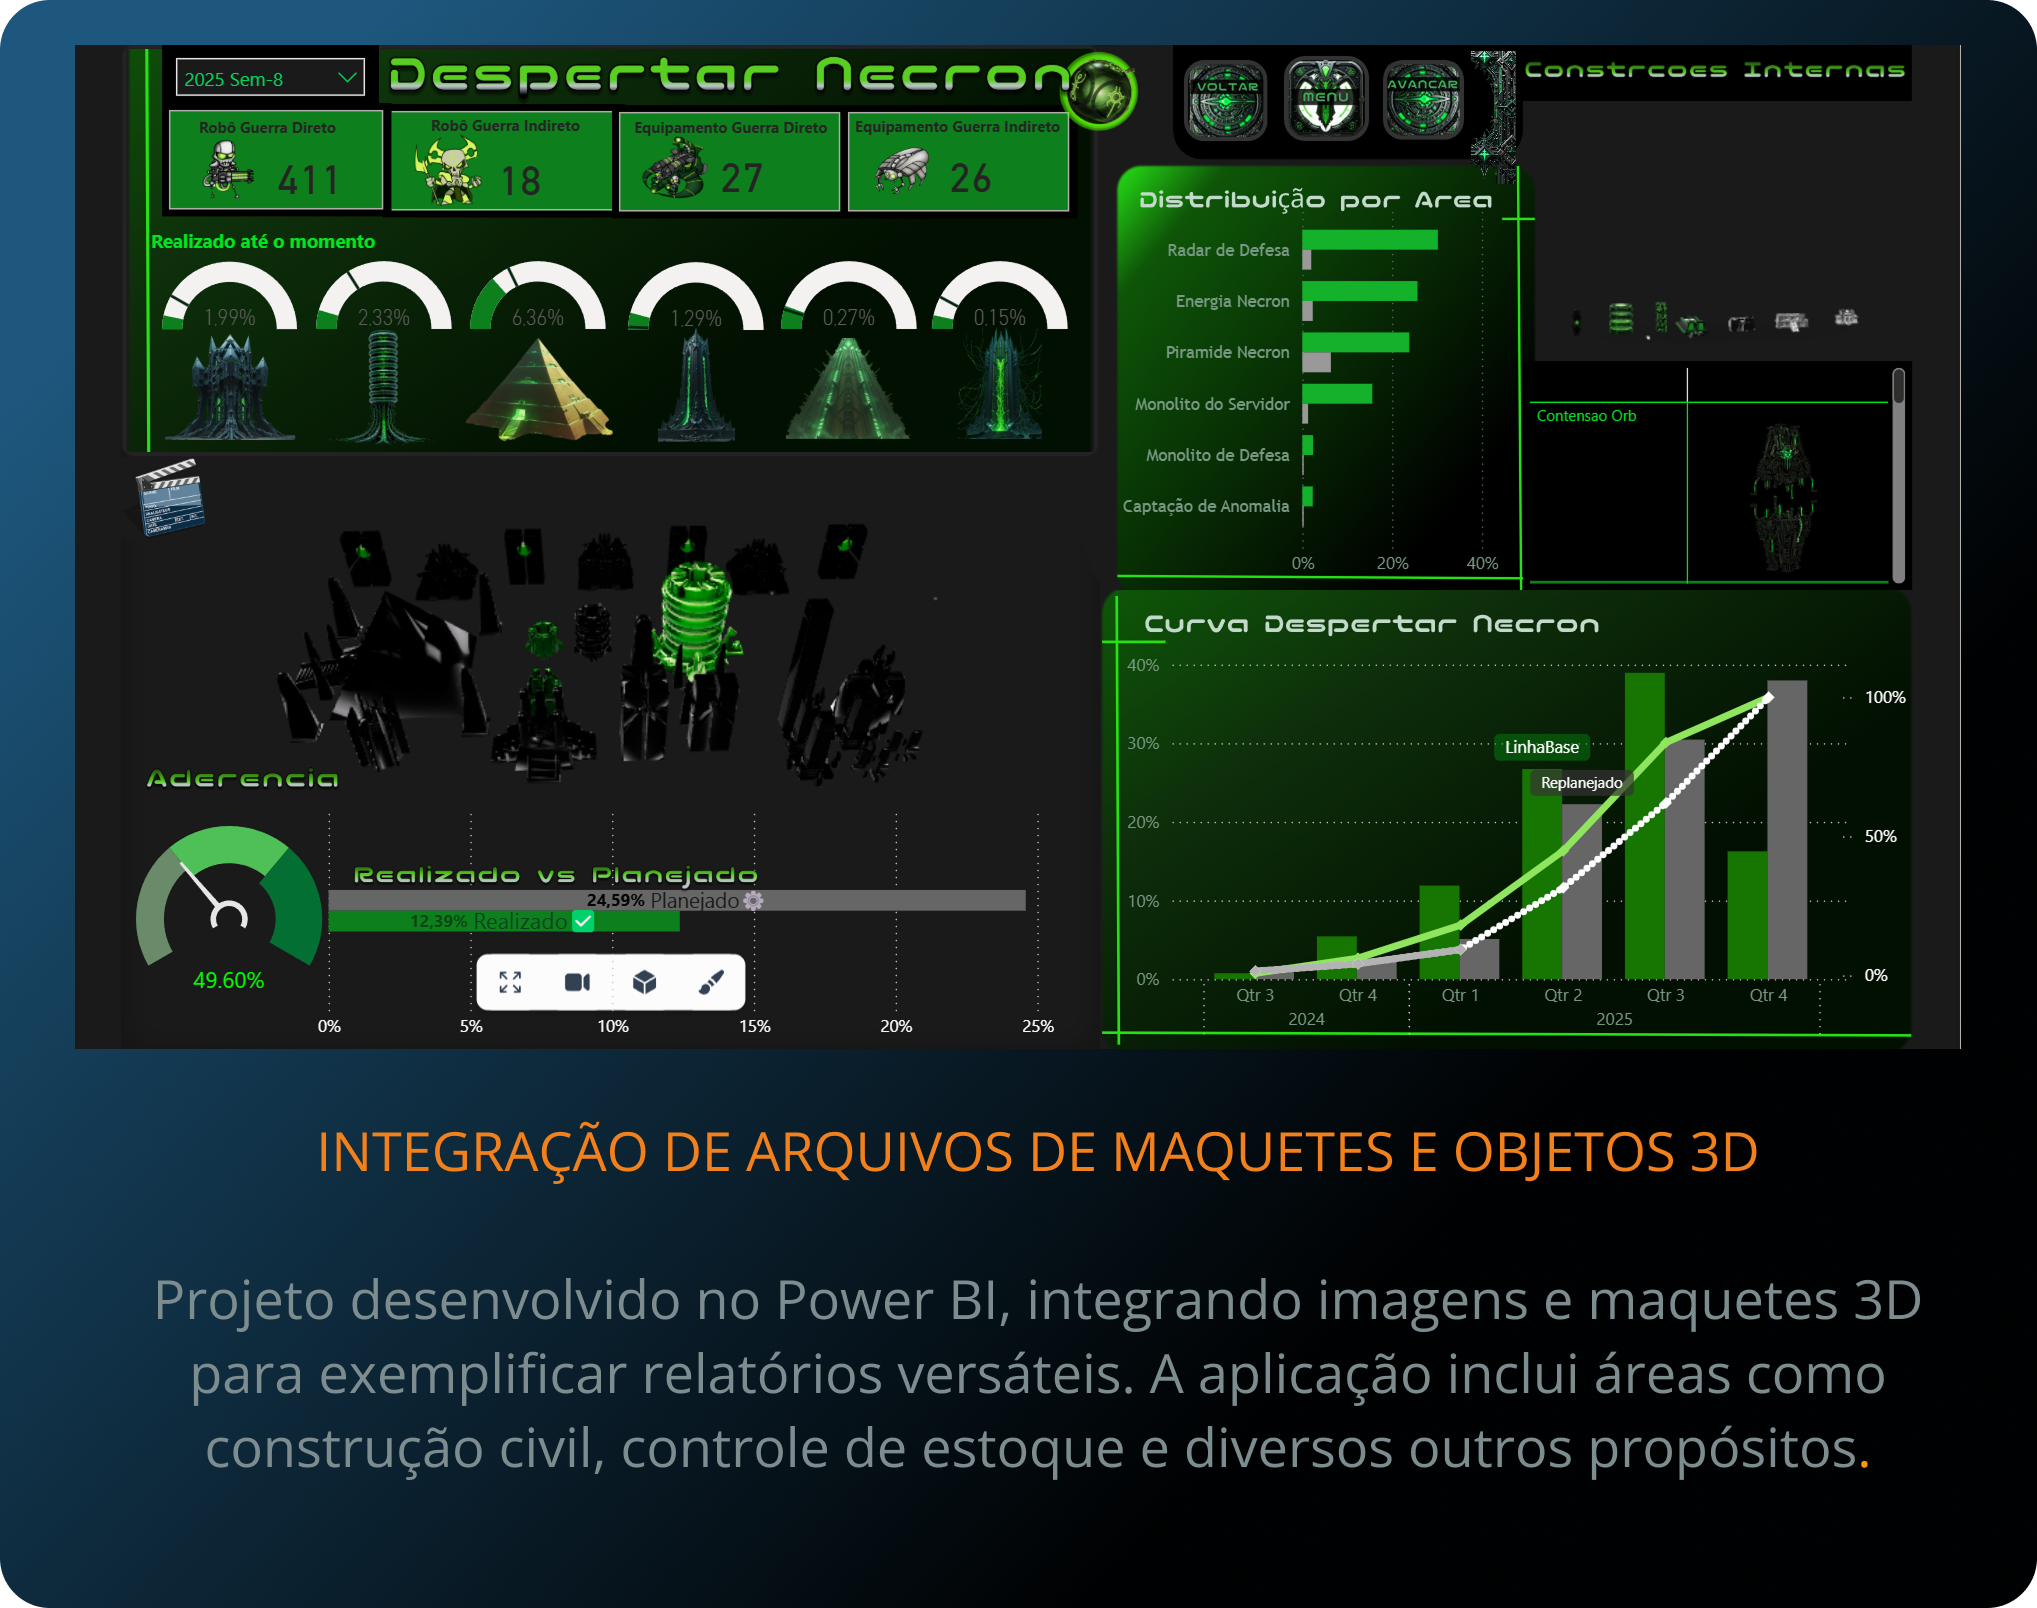 2025 Sem-8
Despertar Necron
VOLTAR
MENU
AVANCAR
Constrcoes Internas
Robô Guerra Direto
411
Robô Guerra Indireto
18
Equipamento Guerra Direto
27
Equipamento Guerra Indireto
26
Realizado até o momento
1.99%
2.33%
6.36%
1.29%
0.27%
0.15%
Distribuição por Area
Radar de Defesa
Energia Necron
Piramide Necron
Monolito do Servidor
Monolito de Defesa
Captação de Anomalia
0%
20%
40%
Contensao Orb
Aderencia
49.60%
Realizado vs Planejado
24,59% Planejado
12,39% Realizado
0%
5%
10%
15%
20%
25%
Curva Despertar Necron
40%
30%
20%
10%
0%
100%
50%
0%
LinhaBase
Replanejado
Qtr 3
Qtr 4
Qtr 1
Qtr 2
Qtr 3
Qtr 4
2024
2025
INTEGRAÇÃO DE ARQUIVOS DE MAQUETES E OBJETOS 3D
Projeto desenvolvido no Power BI, integrando imagens e maquetes 3D
para exemplificar relatórios versáteis. A aplicação inclui áreas como
construção civil, controle de estoque e diversos outros propósitos.